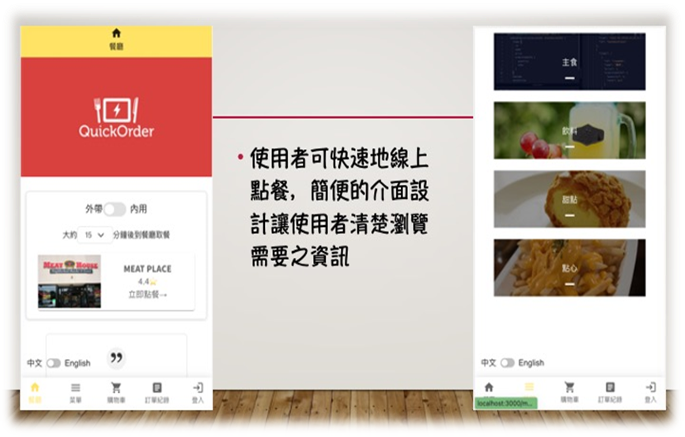 餐廳
QuickOrder
外帶 內用
大約 15 分鐘後到餐廳取餐
MEAT HOUSE
MEAT PLACE
4.4
立即點餐→
中文 English
餐廳 菜單 購物車 訂單紀錄 登入
• 使用者可快速地線上
點餐，簡便的介面設
計讓使用者清楚瀏覽
需要之資訊
主食
飲料
甜點
點心
中文 English
購物車 訂單紀錄 登入
localhost:3000/m...